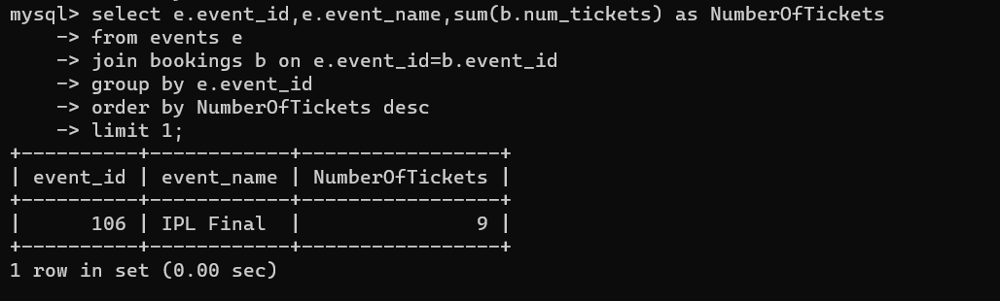 mysql> select e.event_id,e.event_name,sum(b.num_tickets) as NumberOfTickets
    -> from events e
    -> join bookings b on e.event_id=b.event_id
    -> group by e.event_id
    -> order by NumberOfTickets desc
    -> limit 1;
+----------+------------+-----------------+
| event_id | event_name | NumberOfTickets |
+----------+------------+-----------------+
|      106 | IPL Final  |               9 |
+----------+------------+-----------------+
1 row in set (0.00 sec)